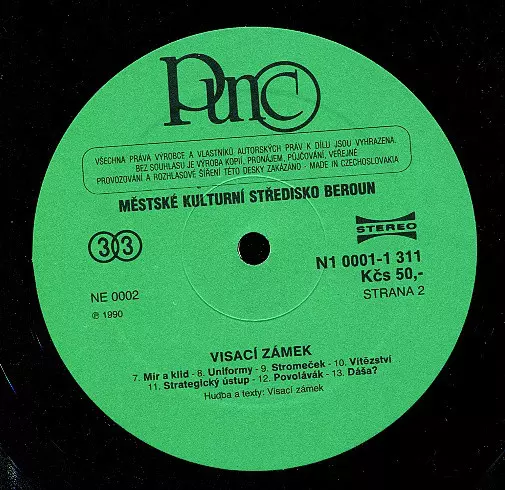 Punc
VŠECHNA PRÁVA VÝROBCE A VLASTNÍKŮ AUTORSKÝCH PRÁV K DÍLU JSOU VYHRAZENA.
BEZ SOUHLASU JE VÝROBA KOPIÍ, PRONÁJEM, PŮJČOVÁNÍ, VEŘEJNÉ
PROVOZOVÁNÍ A ROZHLASOVÉ ŠÍŘENÍ TÉTO DESKY ZAKÁZÁNO - MADE IN CZECHOSLOVAKIA
MĚSTSKÉ KULTURNÍ STŘEDISKO BEROUN
33
STEREO
N1 0001-1 311
Kčs 50,-
STRANA 2
NE 0002
℗ 1990
VISACÍ ZÁMEK
7. Mír a klid - 8. Uniformy - 9. Stromeček - 10. Vítězství
11. Strategický ústup - 12. Povolávák - 13. Dáša?
Hudba a texty: Visací zámek